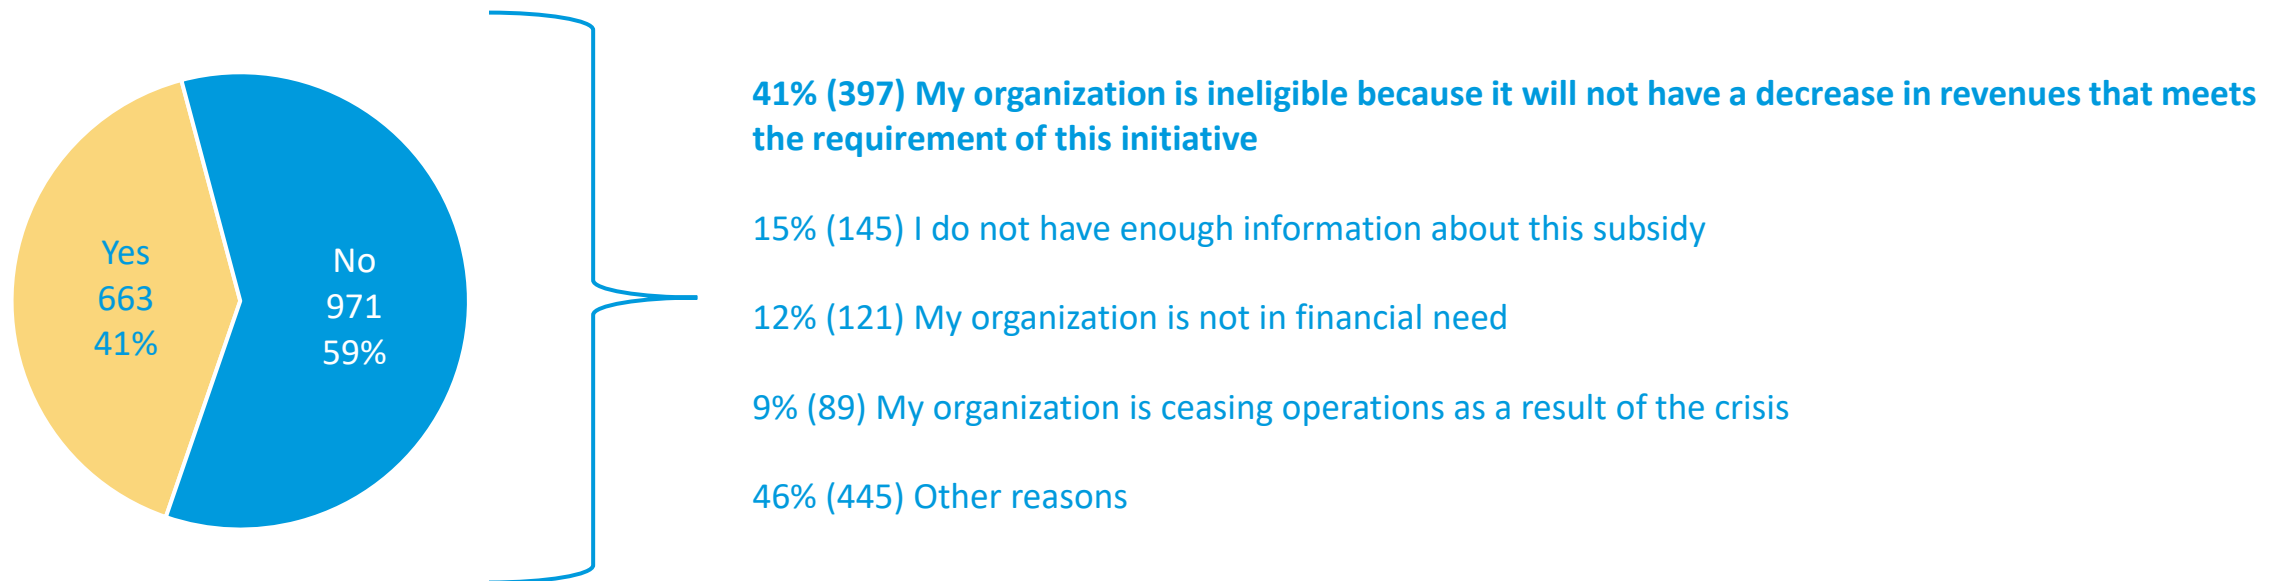 Yes
663
41%
No
971
59%
41% (397) My organization is ineligible because it will not have a decrease in revenues that meets
the requirement of this initiative
15% (145) I do not have enough information about this subsidy
12% (121) My organization is not in financial need
9% (89) My organization is ceasing operations as a result of the crisis
46% (445) Other reasons